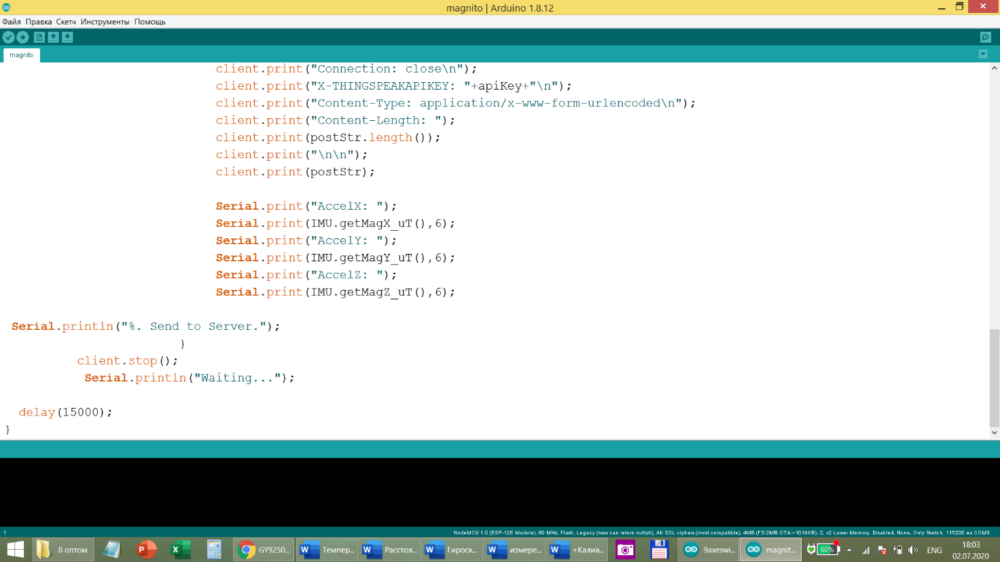 magnito | Arduino 1.8.12
Файл Правка Скетч Инструменты Помощь
magnito
client.print("Connection: close\n");
client.print("X-THINGSPEAKAPIKEY: "+apiKey+"\n");
client.print("Content-Type: application/x-www-form-urlencoded\n");
client.print("Content-Length: ");
client.print(postStr.length());
client.print("\n\n");
client.print(postStr);
Serial.print("AccelX: ");
Serial.print(IMU.getMagX_uT(),6);
Serial.print("AccelY: ");
Serial.print(IMU.getMagY_uT(),6);
Serial.print("AccelZ: ");
Serial.print(IMU.getMagZ_uT(),6);
Serial.println("%. Send to Server.");
}
client.stop();
Serial.println("Waiting...");
delay(15000);
}
1 NodeMCU 1.0 (ESP-12E Module), 80 MHz, Flash, Legacy (new can return nullptr), All SSL ciphers (most compatible), 4MB (FS:2MB OTA:~1019KB), 2, v2 Lower Memory, Disabled, None, Only Sketch, 115200 на COM3
8 оптом GY9250... Темпер... Расстоя... Гироск... измере... +Калиа... 9axeswi... magnit... 60% ENG 18:03
02.07.2020